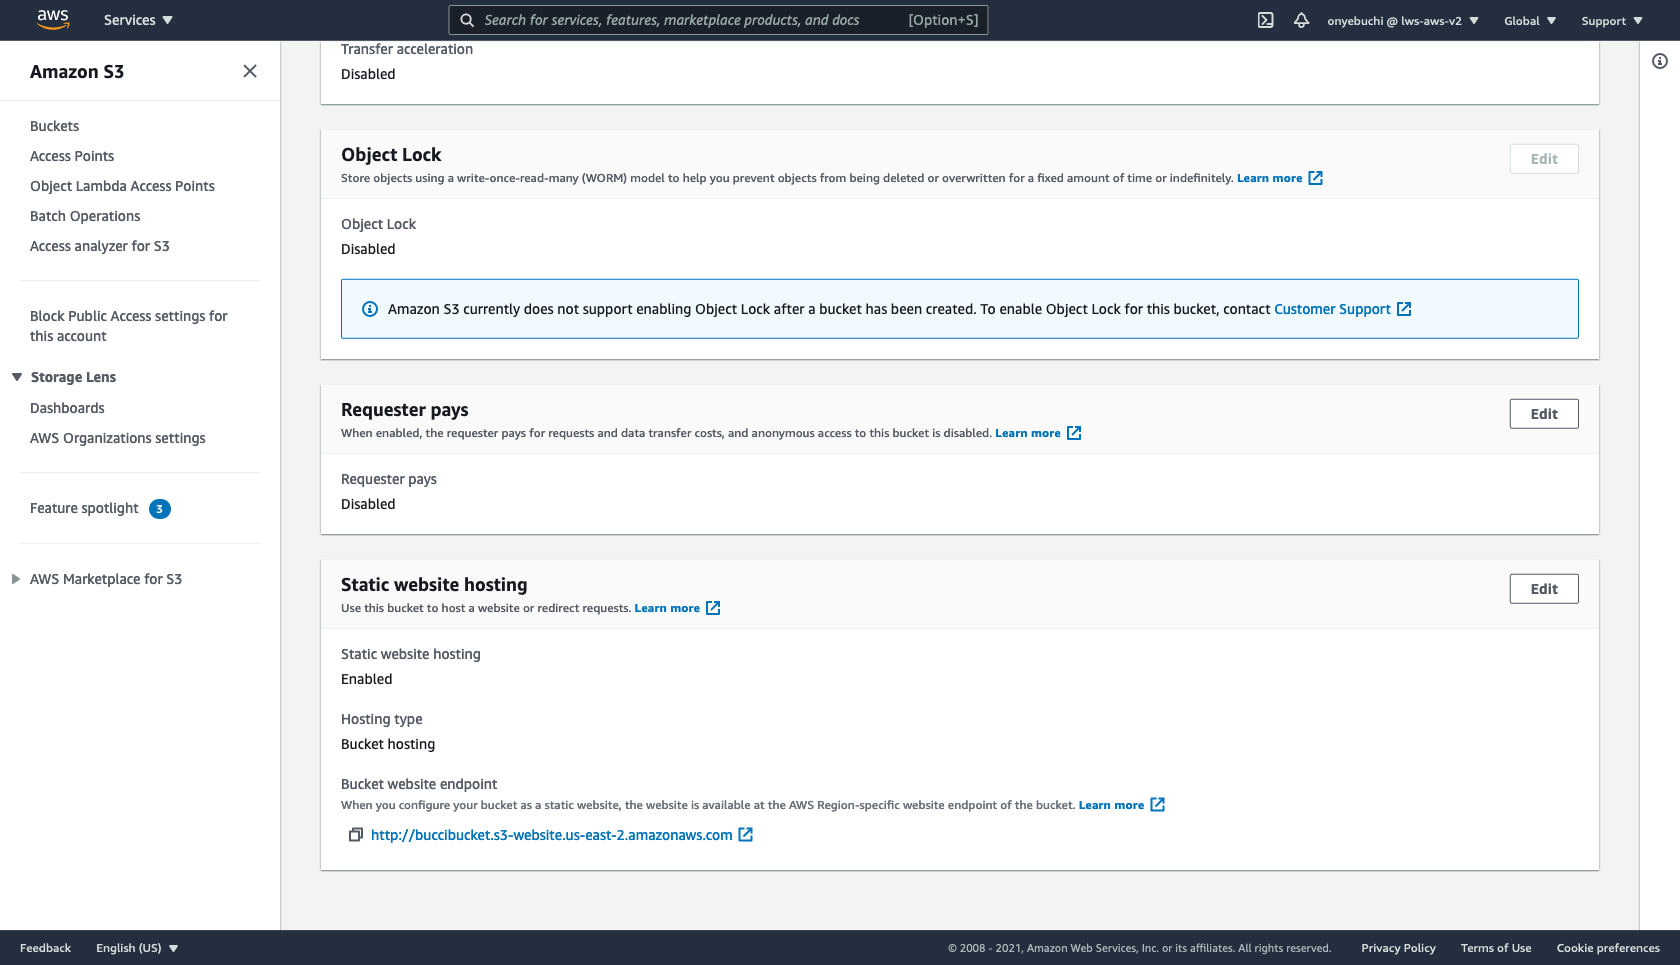 aws
Services
Search for services, features, marketplace products, and docs [Option+S]
onyebuchi @ lws-aws-v2
Global
Support
Amazon S3
Buckets
Access Points
Object Lambda Access Points
Batch Operations
Access analyzer for S3
Block Public Access settings for
this account
Storage Lens
Dashboards
AWS Organizations settings
Feature spotlight 3
AWS Marketplace for S3
Transfer acceleration
Disabled
Object Lock
Edit
Store objects using a write-once-read-many (WORM) model to help you prevent objects from being deleted or overwritten for a fixed amount of time or indefinitely. Learn more
Object Lock
Disabled
Amazon S3 currently does not support enabling Object Lock after a bucket has been created. To enable Object Lock for this bucket, contact Customer Support
Requester pays
Edit
When enabled, the requester pays for requests and data transfer costs, and anonymous access to this bucket is disabled. Learn more
Requester pays
Disabled
Static website hosting
Edit
Use this bucket to host a website or redirect requests. Learn more
Static website hosting
Enabled
Hosting type
Bucket hosting
Bucket website endpoint
When you configure your bucket as a static website, the website is available at the AWS Region-specific website endpoint of the bucket. Learn more
http://buccibucket.s3-website.us-east-2.amazonaws.com
Feedback
English (US)
© 2008 - 2021, Amazon Web Services, Inc. or its affiliates. All rights reserved.
Privacy Policy
Terms of Use
Cookie preferences